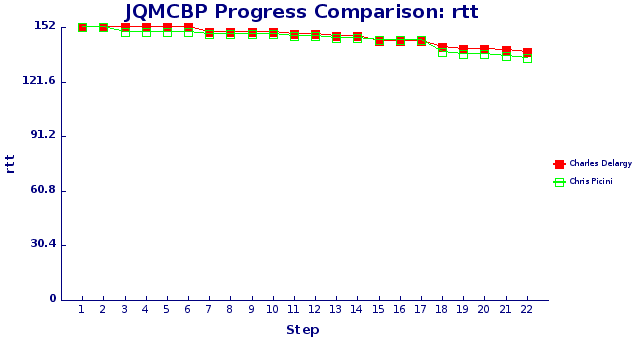 JQMCBP Progress Comparison: rtt
152
121.6
91.2
60.8
30.4
0
rtt
1 2 3 4 5 6 7 8 9 10 11 12 13 14 15 16 17 18 19 20 21 22
Step
Charles Delargy
Chris Picini